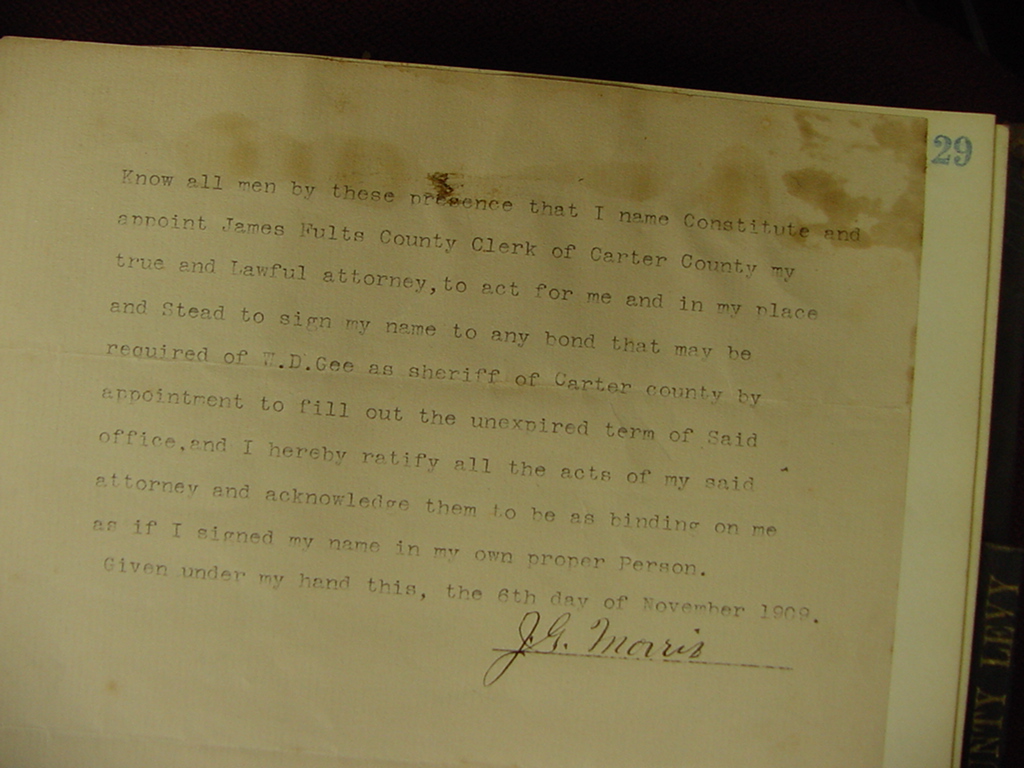 29
Know all men by these presence that I name Constitute and
appoint James Fults County Clerk of Carter County my
true and Lawful attorney,to act for me and in my place
and Stead to sign my name to any bond that may be
required of W.D.Gee as sheriff of Carter county by
appointment to fill out the unexpired term of Said
office,and I hereby ratify all the acts of my said
attorney and acknowledge them to be as binding on me
as if I signed my name in my own proper Person.
Given under my hand this, the 6th day of November 1909.
J.G. Morris
NTY LEVY